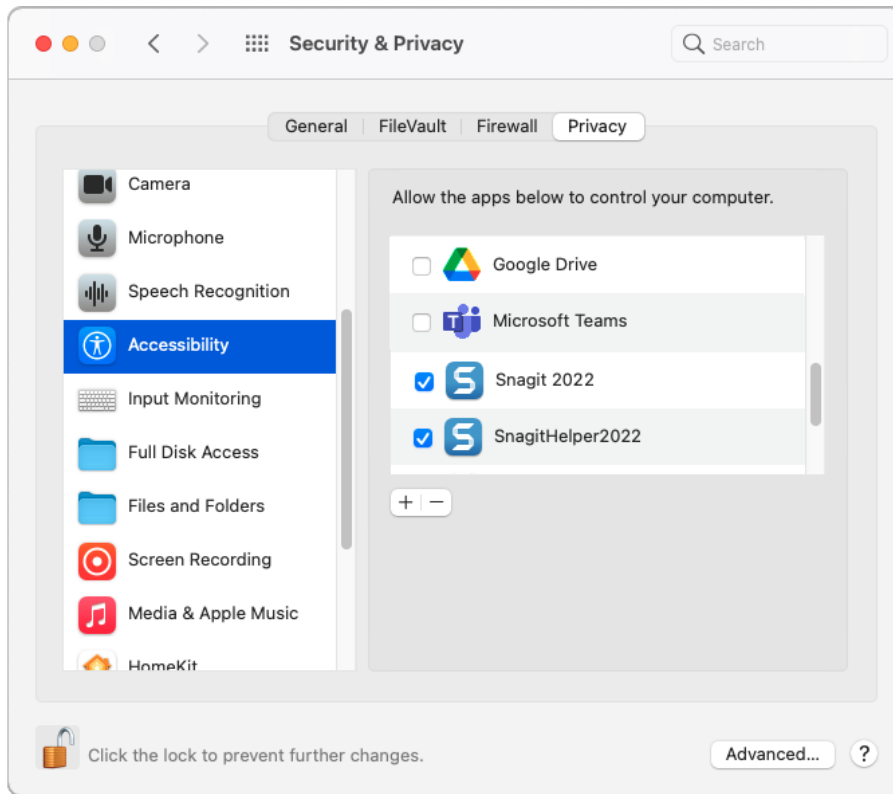 Security & Privacy
Search
General FileVault Firewall Privacy
Camera
Microphone
Speech Recognition
Accessibility
Input Monitoring
Full Disk Access
Files and Folders
Screen Recording
Media & Apple Music
HomeKit
Allow the apps below to control your computer.
Google Drive
Microsoft Teams
Snagit 2022
SnagitHelper2022
+ −
Click the lock to prevent further changes.
Advanced... ?